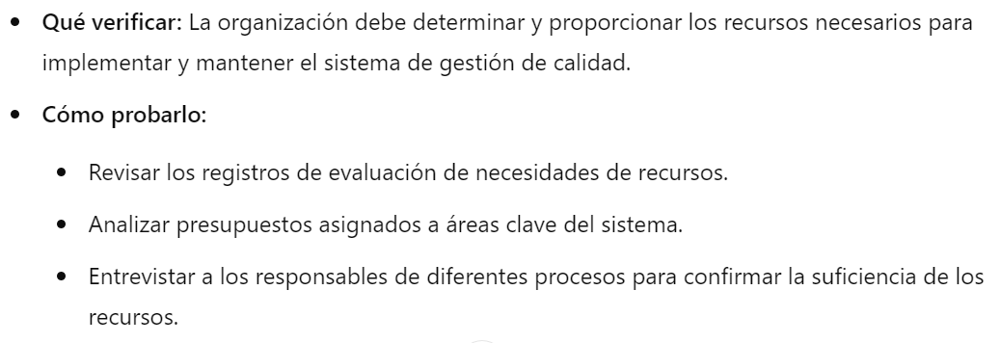 • Qué verificar: La organización debe determinar y proporcionar los recursos necesarios para
implementar y mantener el sistema de gestión de calidad.
• Cómo probarlo:
• Revisar los registros de evaluación de necesidades de recursos.
• Analizar presupuestos asignados a áreas clave del sistema.
• Entrevistar a los responsables de diferentes procesos para confirmar la suficiencia de los
recursos.